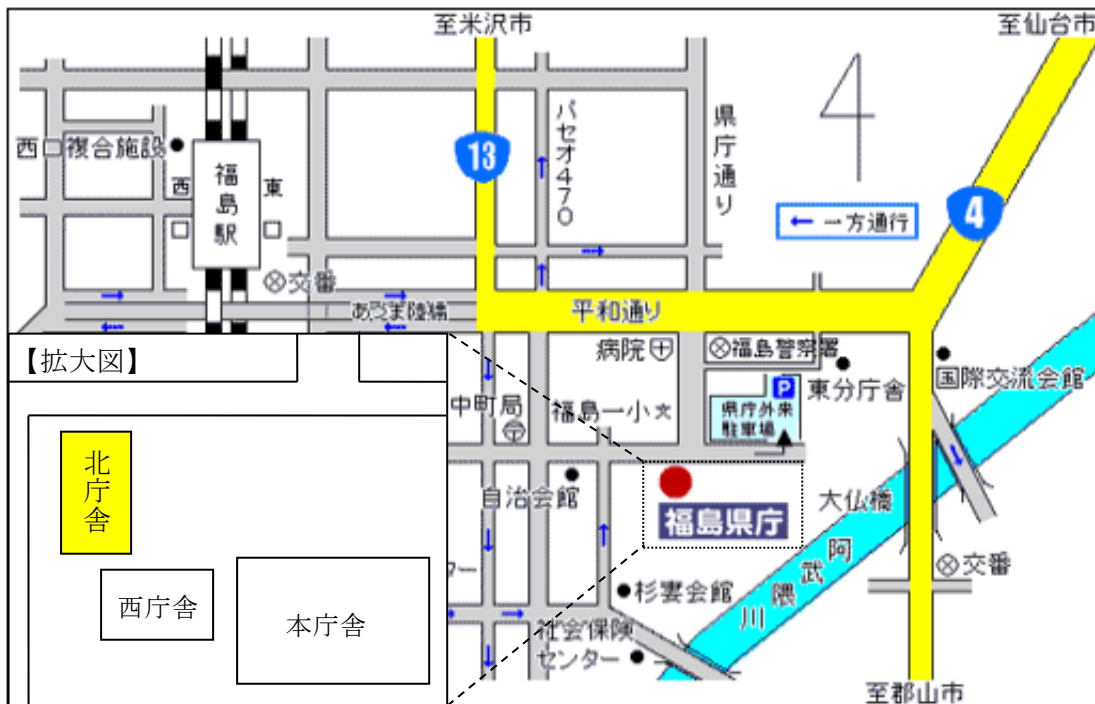 至米沢市
至仙台市
13
パセオ470
県庁通り
4
西口複合施設
西口
福島駅
東口
4
←一方通行
交番
あづま陸橋
平和通り
【拡大図】
病院
福島警察署
東分庁舎
国際交流会館
中町局
福島一小 文
P
県庁外来
駐車場
北庁舎
自治会館
福島県庁
大仏橋
阿武隈川
交番
杉妻会館
西庁舎
本庁舎
ター
社会保険
センター
至郡山市